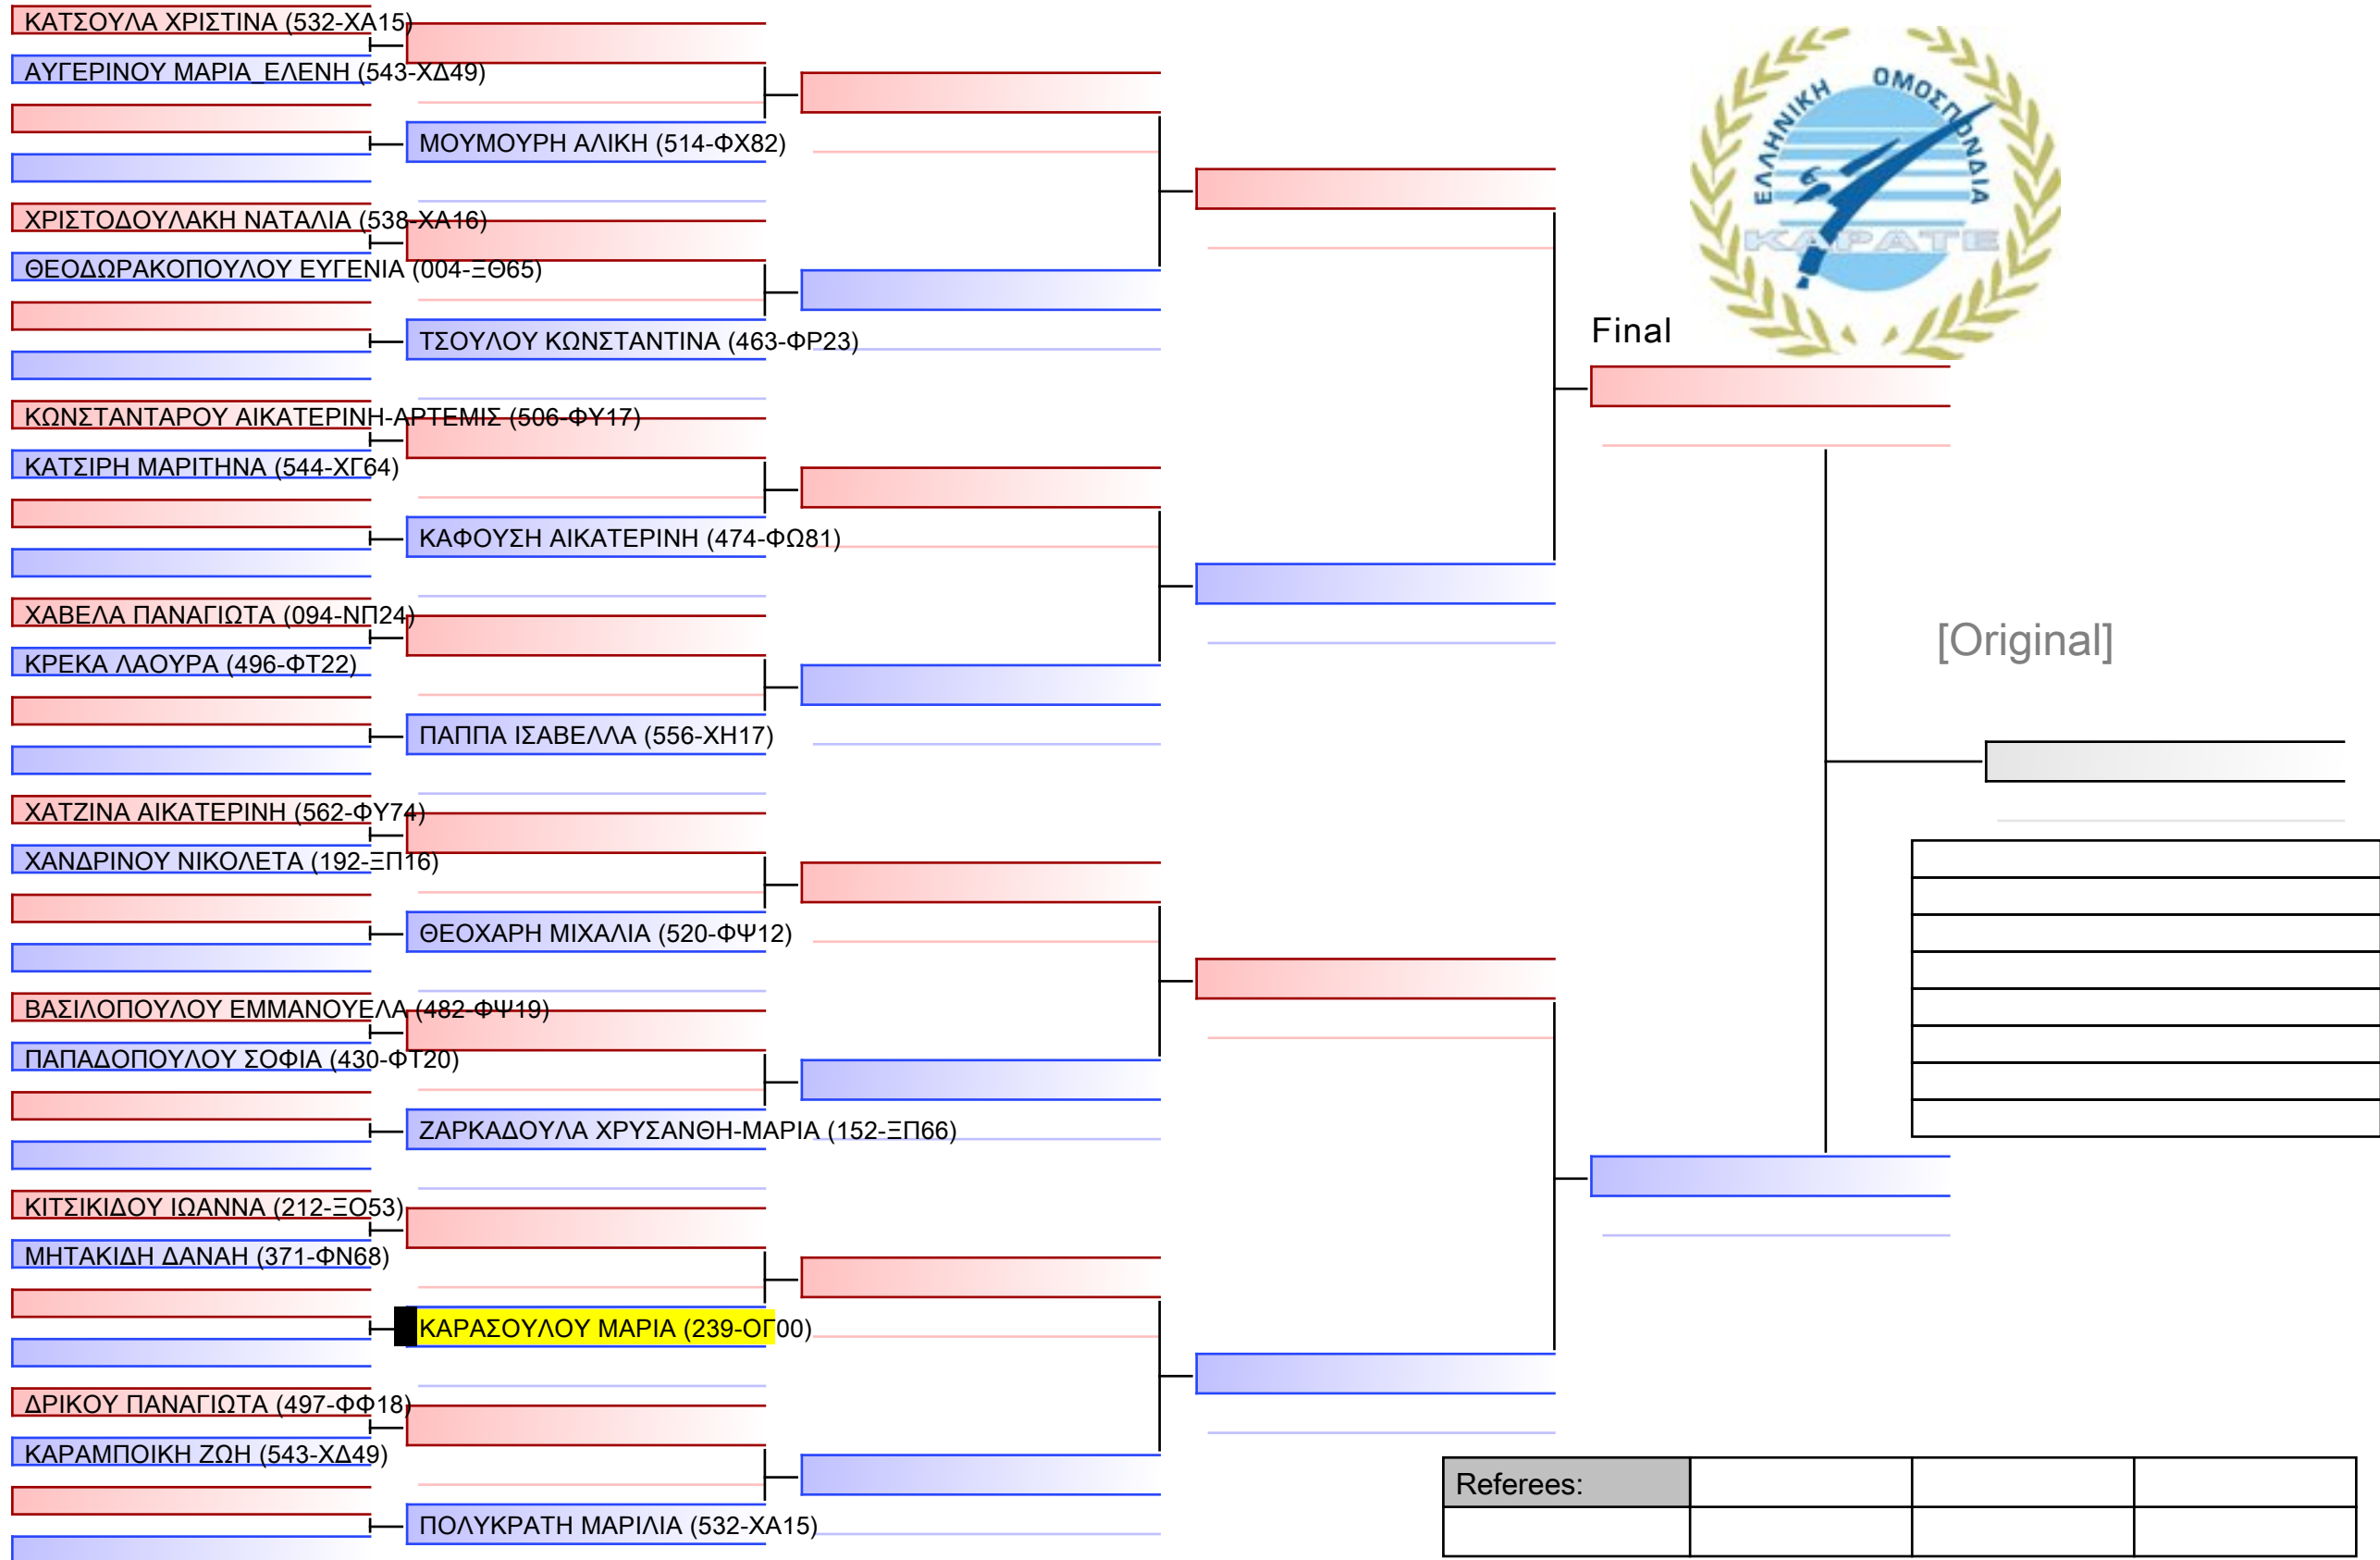 ΚΑΤΣΟΥΛΑ ΧΡΙΣΤΙΝΑ (532-ΧΑ15)
ΑΥΓΕΡΙΝΟΥ ΜΑΡΙΑ_ΕΛΕΝΗ (543-ΧΔ49)
ΜΟΥΜΟΥΡΗ ΑΛΙΚΗ (514-ΦΧ82)
ΧΡΙΣΤΟΔΟΥΛΑΚΗ ΝΑΤΑΛΙΑ (538-ΧΑ16)
ΘΕΟΔΩΡΑΚΟΠΟΥΛΟΥ ΕΥΓΕΝΙΑ (004-ΞΘ65)
ΤΣΟΥΛΟΥ ΚΩΝΣΤΑΝΤΙΝΑ (463-ΦΡ23)
ΚΩΝΣΤΑΝΤΑΡΟΥ ΑΙΚΑΤΕΡΙΝΗ-ΑΡΤΕΜΙΣ (506-ΦΥ17)
ΚΑΤΣΙΡΗ ΜΑΡΙΤΗΝΑ (544-ΧΓ64)
ΚΑΦΟΥΣΗ ΑΙΚΑΤΕΡΙΝΗ (474-ΦΩ81)
ΧΑΒΕΛΑ ΠΑΝΑΓΙΩΤΑ (094-ΝΠ24)
ΚΡΕΚΑ ΛΑΟΥΡΑ (496-ΦΤ22)
ΠΑΠΠΑ ΙΣΑΒΕΛΛΑ (556-ΧΗ17)
ΧΑΤΖΙΝΑ ΑΙΚΑΤΕΡΙΝΗ (562-ΦΥ74)
ΧΑΝΔΡΙΝΟΥ ΝΙΚΟΛΕΤΑ (192-ΞΠ16)
ΘΕΟΧΑΡΗ ΜΙΧΑΛΙΑ (520-ΦΨ12)
ΒΑΣΙΛΟΠΟΥΛΟΥ ΕΜΜΑΝΟΥΕΛΑ (482-ΦΨ19)
ΠΑΠΑΔΟΠΟΥΛΟΥ ΣΟΦΙΑ (430-ΦΤ20)
ΖΑΡΚΑΔΟΥΛΑ ΧΡΥΣΑΝΘΗ-ΜΑΡΙΑ (152-ΞΠ66)
ΚΙΤΣΙΚΙΔΟΥ ΙΩΑΝΝΑ (212-ΞΟ53)
ΜΗΤΑΚΙΔΗ ΔΑΝΑΗ (371-ΦΝ68)
ΚΑΡΑΣΟΥΛΟΥ ΜΑΡΙΑ (239-ΟΓ00)
ΔΡΙΚΟΥ ΠΑΝΑΓΙΩΤΑ (497-ΦΦ18)
ΚΑΡΑΜΠΟΙΚΗ ΖΩΗ (543-ΧΔ49)
ΠΟΛΥΚΡΑΤΗ ΜΑΡΙΛΙΑ (532-ΧΑ15)
ΕΛΛΗΝΙΚΗ ΟΜΟΣΠΟΝΔΙΑ
ΚΑΡΑΤΕ
Final
[Original]
Referees: